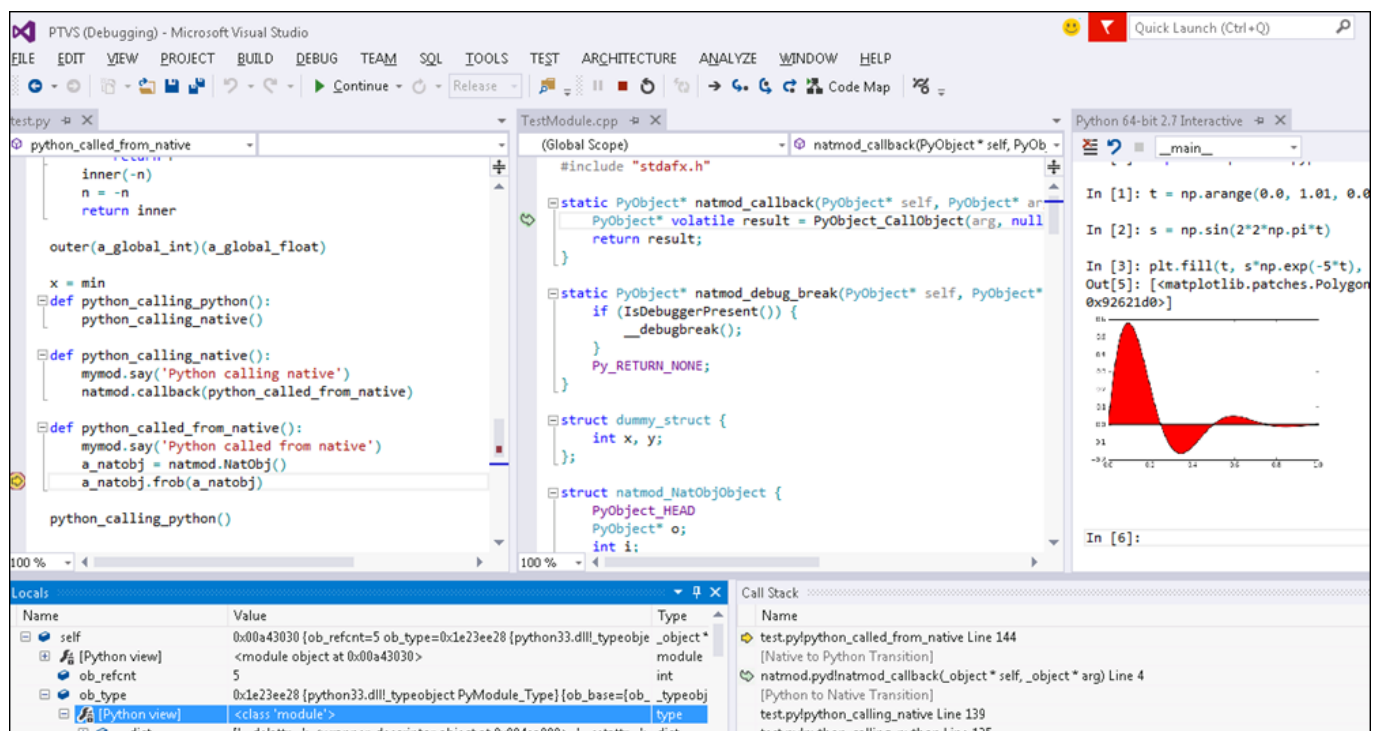 PTVS (Debugging) - Microsoft Visual Studio
Quick Launch (Ctrl+Q)
FILE EDIT VIEW PROJECT BUILD DEBUG TEAM SQL TOOLS TEST ARCHITECTURE ANALYZE WINDOW HELP
Continue Release Code Map
test.py
python_called_from_native
inner(-n)
n = -n
return inner
outer(a_global_int)(a_global_float)
x = min
def python_calling_python():
python_calling_native()
def python_calling_native():
mymod.say('Python calling native')
natmod.callback(python_called_from_native)
def python_called_from_native():
mymod.say('Python called from native')
a_natobj = natmod.NatObj()
a_natobj.frob(a_natobj)
python_calling_python()
100 %
TestModule.cpp
(Global Scope) natmod_callback(PyObject * self, PyOb
#include "stdafx.h"
static PyObject* natmod_callback(PyObject* self, PyObject* ar
PyObject* volatile result = PyObject_CallObject(arg, null
return result;
}
static PyObject* natmod_debug_break(PyObject* self, PyObject*
if (IsDebuggerPresent()) {
__debugbreak();
}
Py_RETURN_NONE;
}
struct dummy_struct {
int x, y;
};
struct natmod_NatObjObject {
PyObject_HEAD
PyObject* o;
int i;
100 %
Python 64-bit 2.7 Interactive
__main__
In [1]: t = np.arange(0.0, 1.01, 0.0
In [2]: s = np.sin(2*2*np.pi*t)
In [3]: plt.fill(t, s*np.exp(-5*t),
Out[5]: [<matplotlib.patches.Polygon
0x92621d0>]
In [6]:
Locals
Name Value Type
self 0x00a43030 {ob_refcnt=5 ob_type=0x1e23ee28 {python33.dll!_typeobje _object *
[Python view] <module object at 0x00a43030> module
ob_refcnt 5 int
ob_type 0x1e23ee28 {python33.dll!_typeobject PyModule_Type} {ob_base={ob_ _typeobj
[Python view] <class 'module'> type
Call Stack
Name
test.py!python_called_from_native Line 144
[Native to Python Transition]
natmod.pyd!natmod_callback(_object * self, _object * arg) Line 4
[Python to Native Transition]
test.py!python_calling_native Line 139